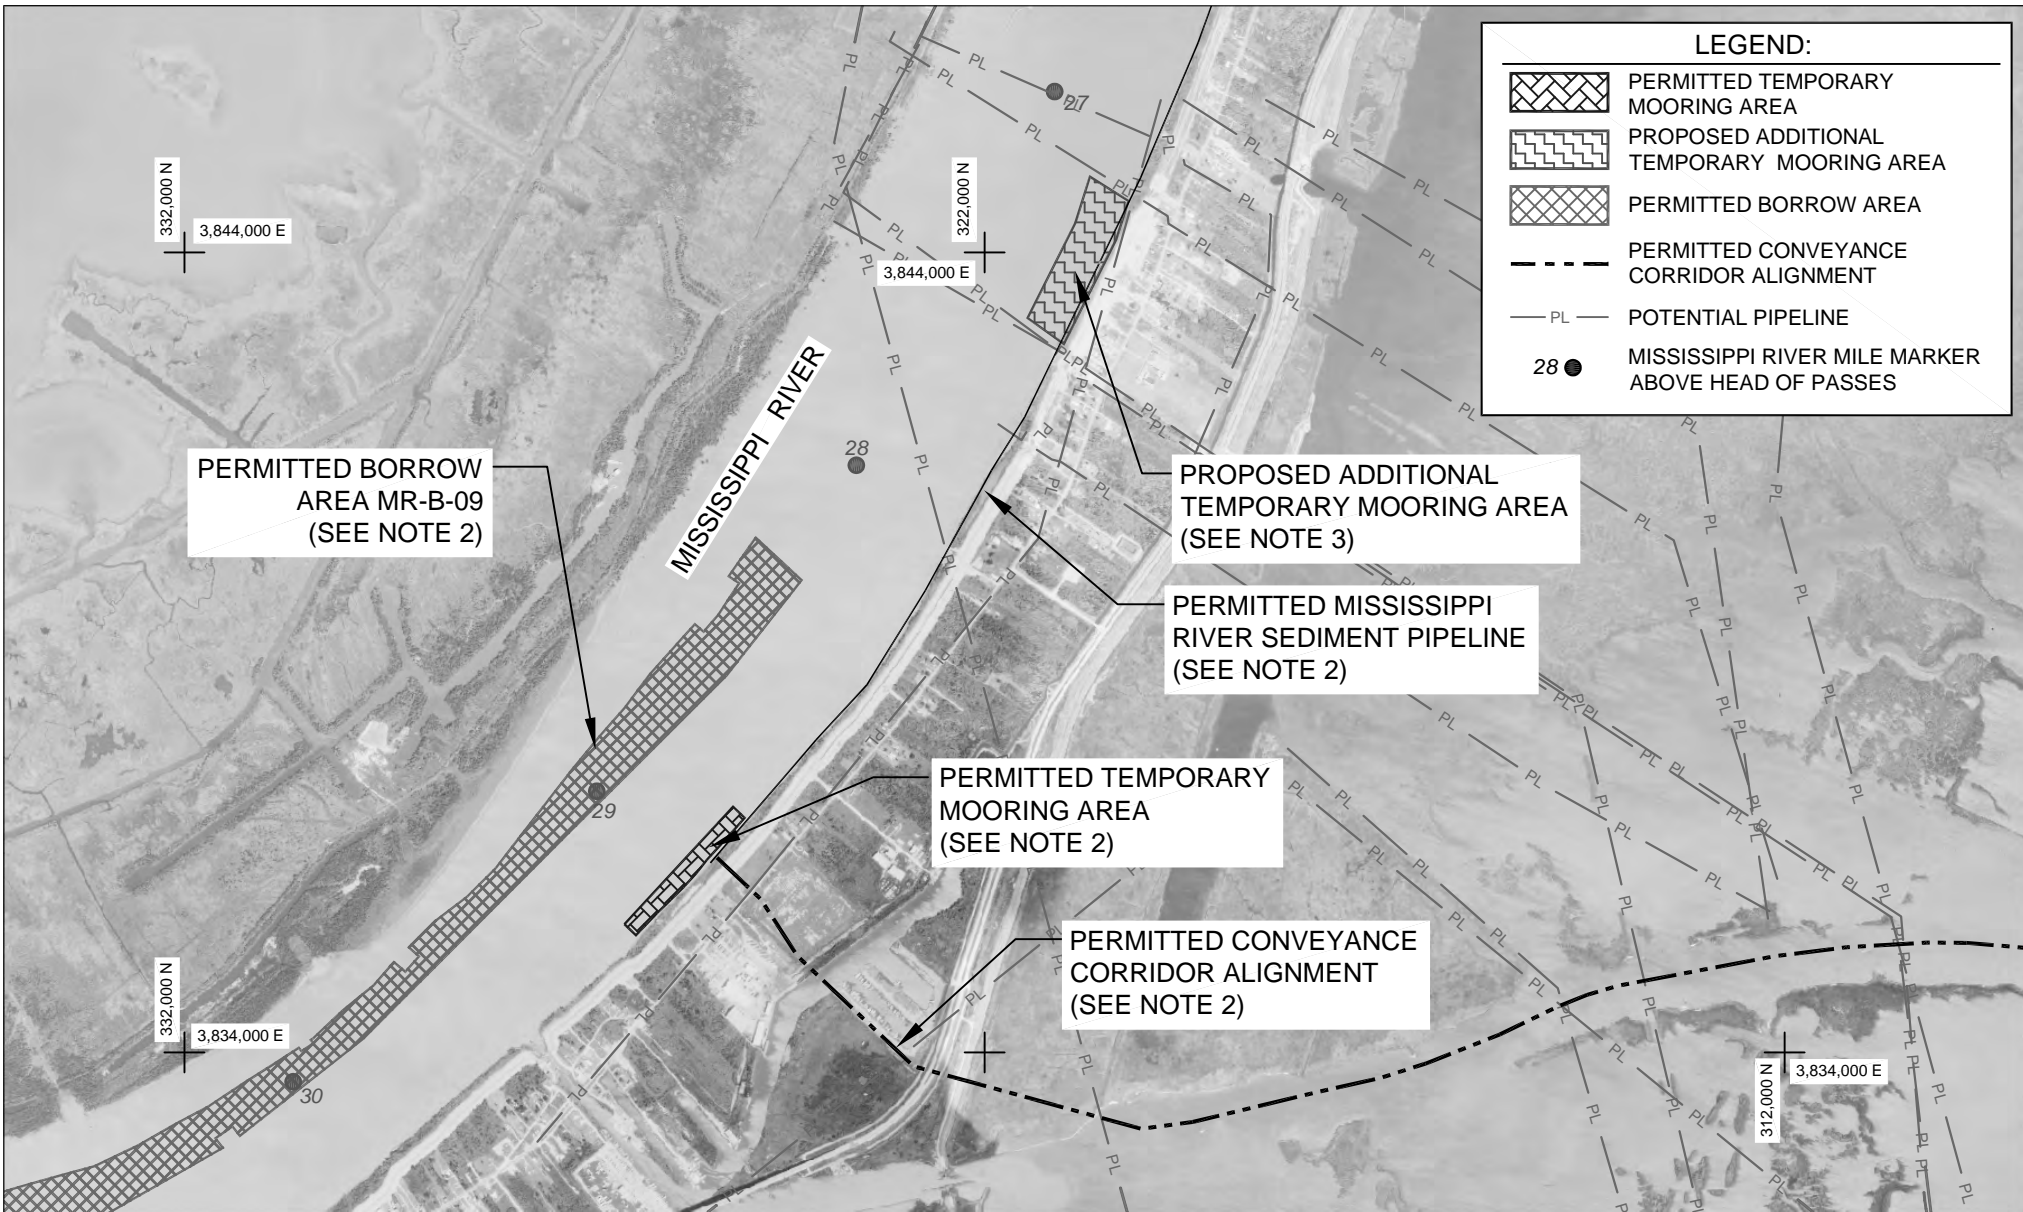 LEGEND:
PERMITTED TEMPORARY
MOORING AREA
PROPOSED ADDITIONAL
TEMPORARY MOORING AREA
PERMITTED BORROW AREA
PERMITTED CONVEYANCE
CORRIDOR ALIGNMENT
PL
POTENTIAL PIPELINE
28
MISSISSIPPI RIVER MILE MARKER
ABOVE HEAD OF PASSES
27
332,000 N
3,844,000 E
322,000 N
3,844,000 E
MISSISSIPPI RIVER
28
PERMITTED BORROW
AREA MR-B-09
(SEE NOTE 2)
PROPOSED ADDITIONAL
TEMPORARY MOORING AREA
(SEE NOTE 3)
PERMITTED MISSISSIPPI
RIVER SEDIMENT PIPELINE
(SEE NOTE 2)
29
PERMITTED TEMPORARY
MOORING AREA
(SEE NOTE 2)
PERMITTED CONVEYANCE
CORRIDOR ALIGNMENT
(SEE NOTE 2)
332,000 N
3,834,000 E
30
312,000 N
3,834,000 E